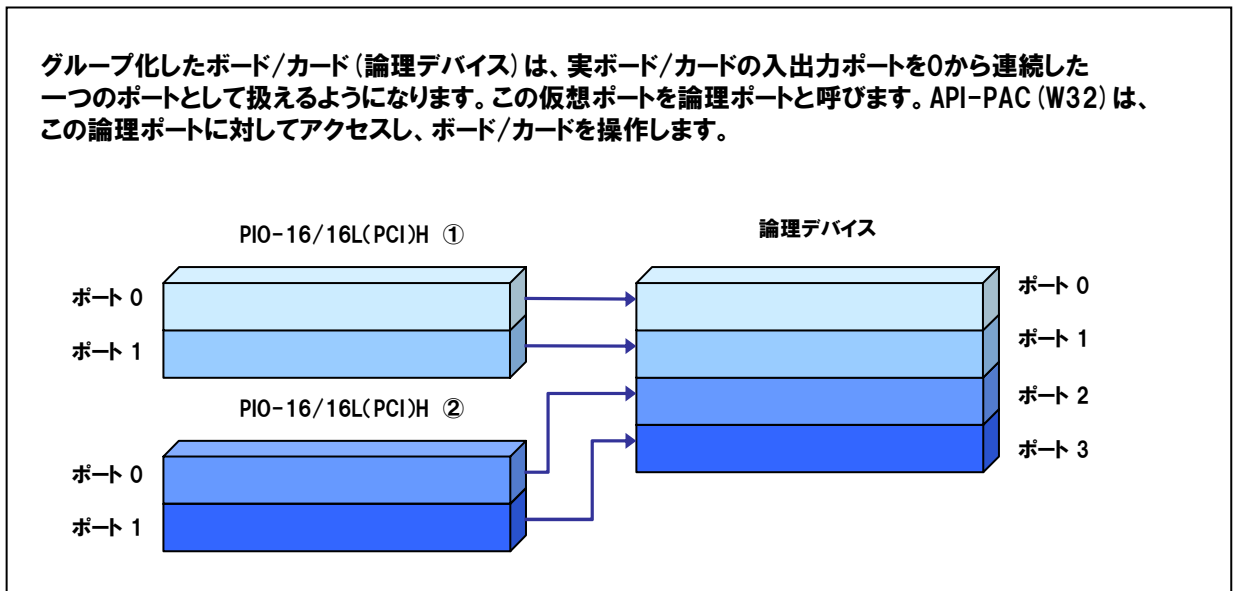 グループ化したボード/カード(論理デバイス)は、実ボード/カードの入出力ポートを0から連続した
一つのポートとして扱えるようになります。この仮想ポートを論理ポートと呼びます。API-PAC(W32)は、
この論理ポートに対してアクセスし、ボード/カードを操作します。
PIO-16/16L(PCI)H ①
論理デバイス
ポート 0
ポート 1
PIO-16/16L(PCI)H ②
ポート 0
ポート 1
ポート 0
ポート 1
ポート 2
ポート 3